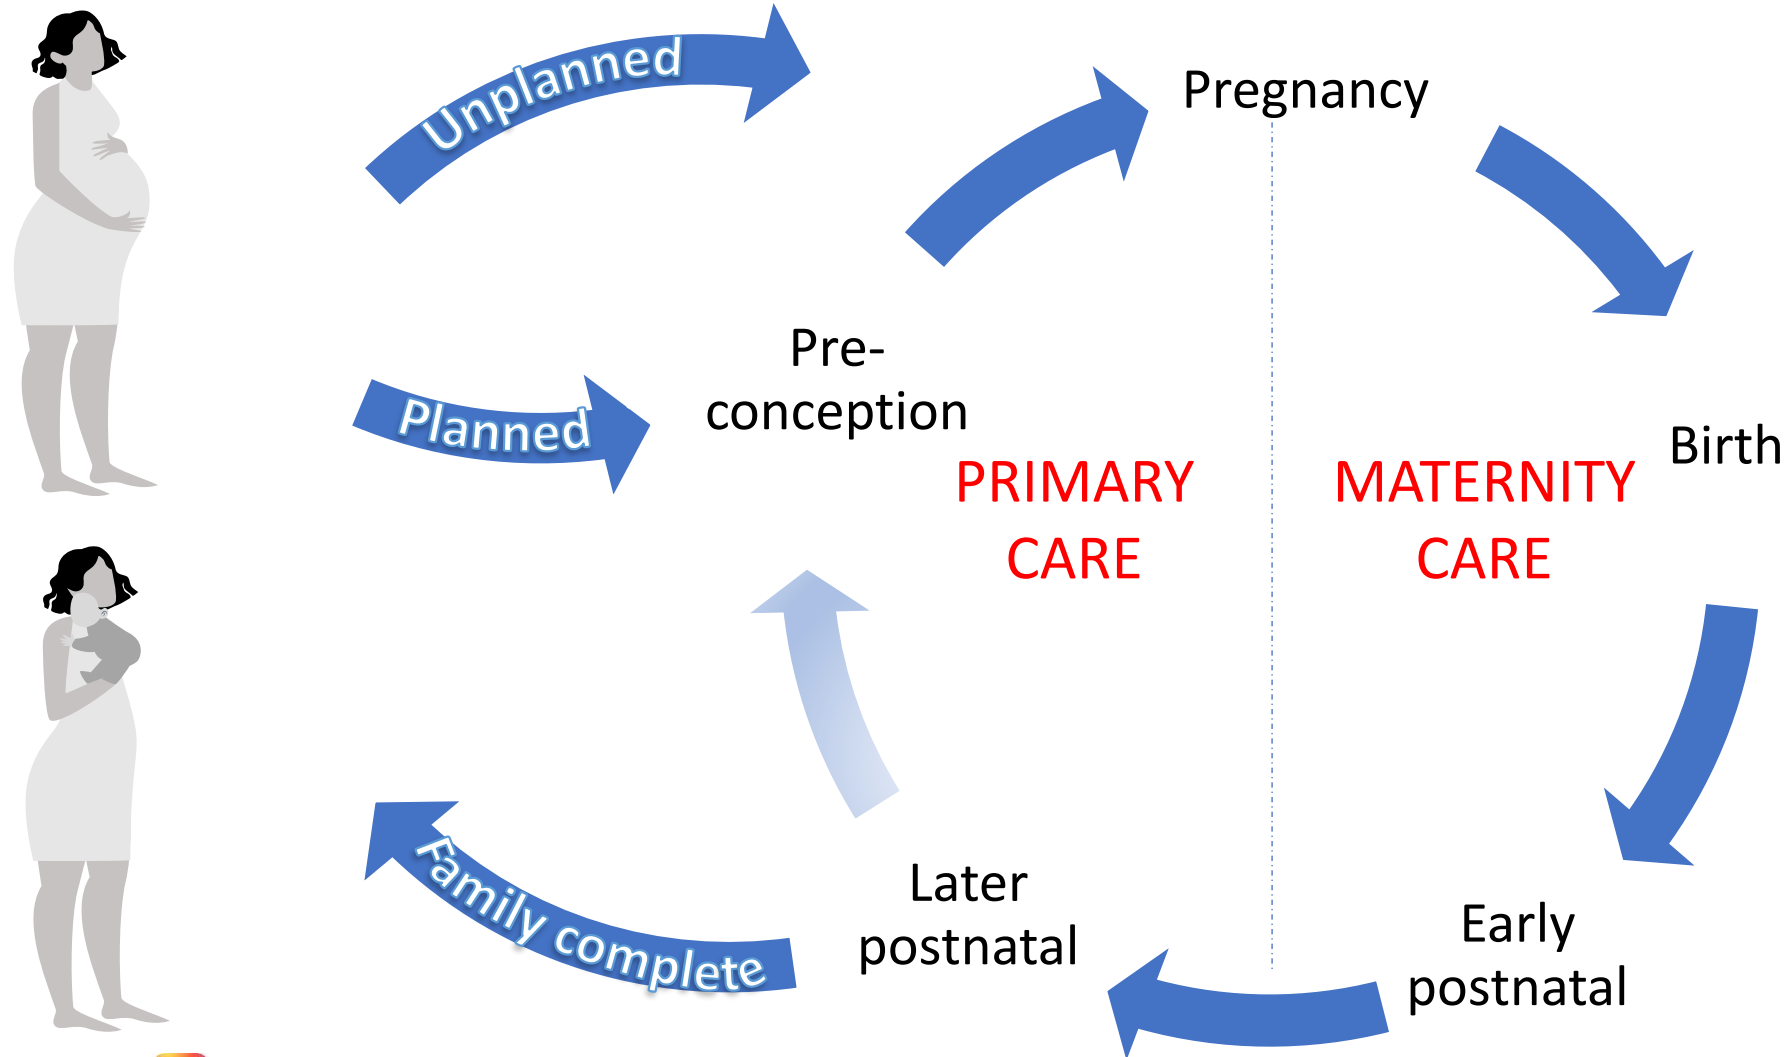 Unplanned
Pregnancy
Pre-
conception
Planned
Birth
PRIMARY
CARE
MATERNITY
CARE
Later
postnatal
Early
postnatal
Family complete